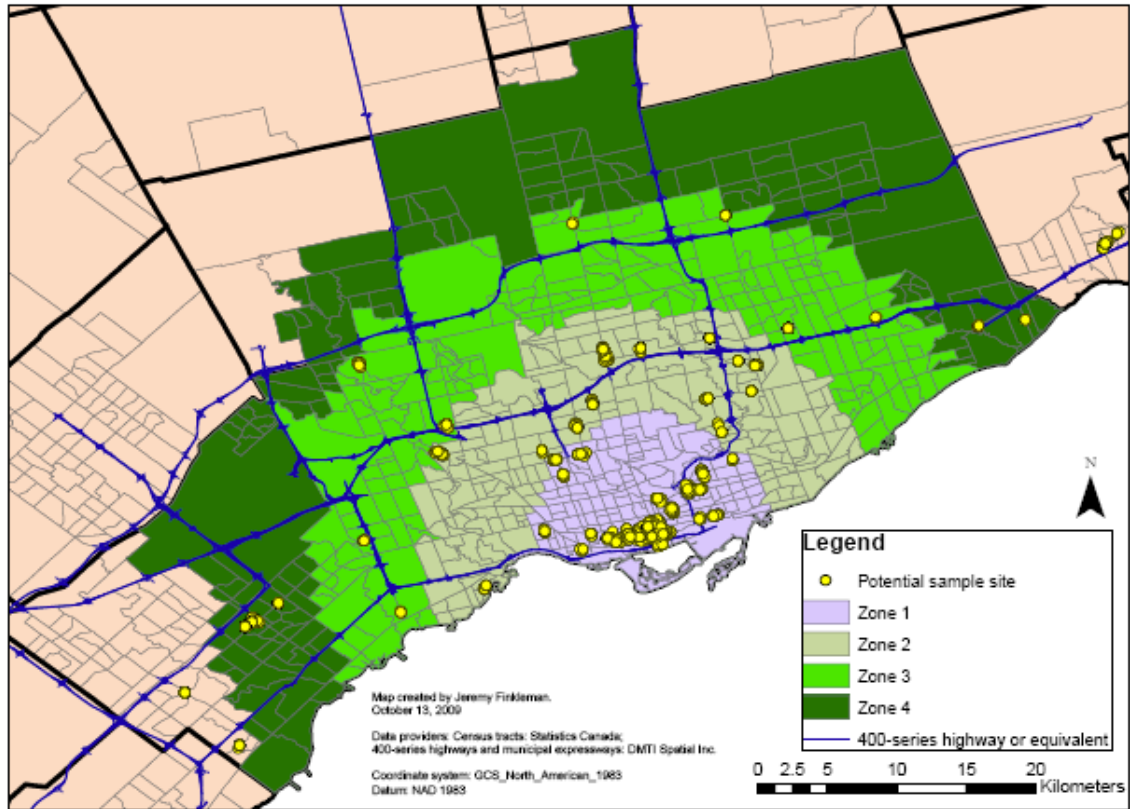 N
Legend
Potential sample site
Zone 1
Zone 2
Zone 3
Zone 4
400-series highway or equivalent
0 2.5 5 10 15 20
Kilometers
Map created by Jeremy Finkleman.
October 13, 2009
Data providers: Census tracts: Statistics Canada;
400-series highways and municipal expressways: DMTI Spatial Inc.
Coordinate system: GCS_North_American_1983
Datum: NAD 1983